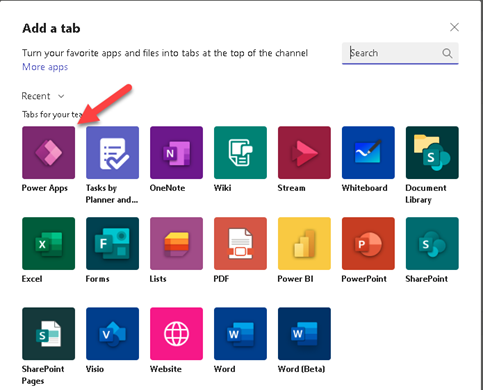 Add a tab
Turn your favorite apps and files into tabs at the top of the channel
More apps
Search
Recent
Tabs for your
Power Apps
Tasks by Planner and...
OneNote
Wiki
Stream
Whiteboard
Document Library
Excel
Forms
Lists
PDF
Power BI
PowerPoint
SharePoint
SharePoint Pages
Visio
Website
Word
Word (Beta)